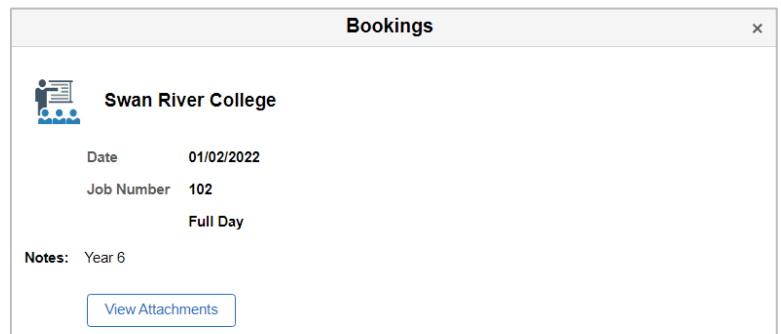 Bookings ×
Swan River College
Date 01/02/2022
Job Number 102
Full Day
Notes: Year 6
View Attachments